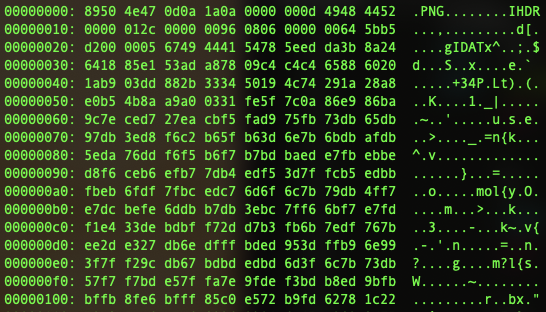 00000000: 8950 4e47 0d0a 1a0a 0000 000d 4948 4452  .PNG........IHDR
00000010: 0000 012c 0000 0096 0806 0000 0064 5bb5  ...,.........d[.
00000020: d200 0005 6749 4441 5478 5eed da3b 8a24  ....gIDATx^..;.$
00000030: 6418 85e1 53ad a878 09c4 c4c4 6588 6020  d...S..x....e.`
00000040: 1ab9 03dd 882b 3334 5019 4c74 291a 28a8  .....+34P.Lt).(.
00000050: e0b5 4b8a a9a0 0331 fe5f 7c0a 86e9 86ba  ..K....1._|.....
00000060: 9c7e ced7 27ea cbf5 fad9 75fb 73db 65db  .~..'.....u.s.e.
00000070: 97db 3ed8 f6c2 b65f b63d 6e7b 6bdb afdb  ..>...._.=n{k...
00000080: 5eda 76dd f6f5 b6f7 b7bd baed e7fb ebbe  ^.v.............
00000090: d8f6 ceb6 efb7 7db4 edf5 3d7f fcb5 edbb  ......}...=.....
000000a0: fbeb 6fdf 7fbc edc7 6d6f 6c7b 79db 4ff7  ..o.....mol{y.O.
000000b0: e7dc befe 6ddb b7db 3ebc 7ff6 6bf7 e7fd  ....m...>...k...
000000c0: f1e4 33de bdbf f72d d7b3 fb6b 7edf 767b  ..3....-...k~.v{
000000d0: ee2d e327 db6e dfff bded 953d ffb9 6e99  .-.'.n.....=..n.
000000e0: 3f7f f29c db67 bdbd edbd 6d3f 6c7b 73db  ?....g....m?l{s.
000000f0: 57f7 f7bd e57f fa7e 9fde f3bd b8ed 9bfb  W......~........
00000100: bffb 8fe6 bfff 85c0 e572 b9fd 6278 1c22  .........r..bx."